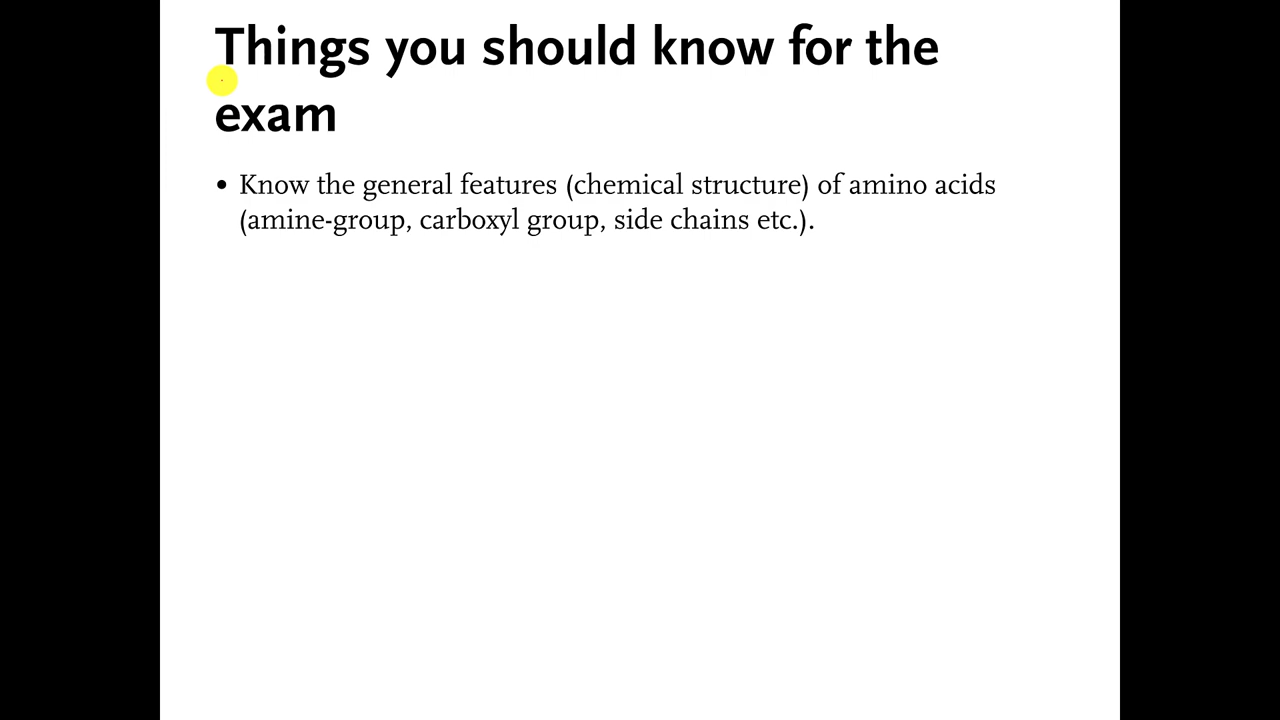 Things you should know for the
exam
• Know the general features (chemical structure) of amino acids
(amine-group, carboxyl group, side chains etc.).